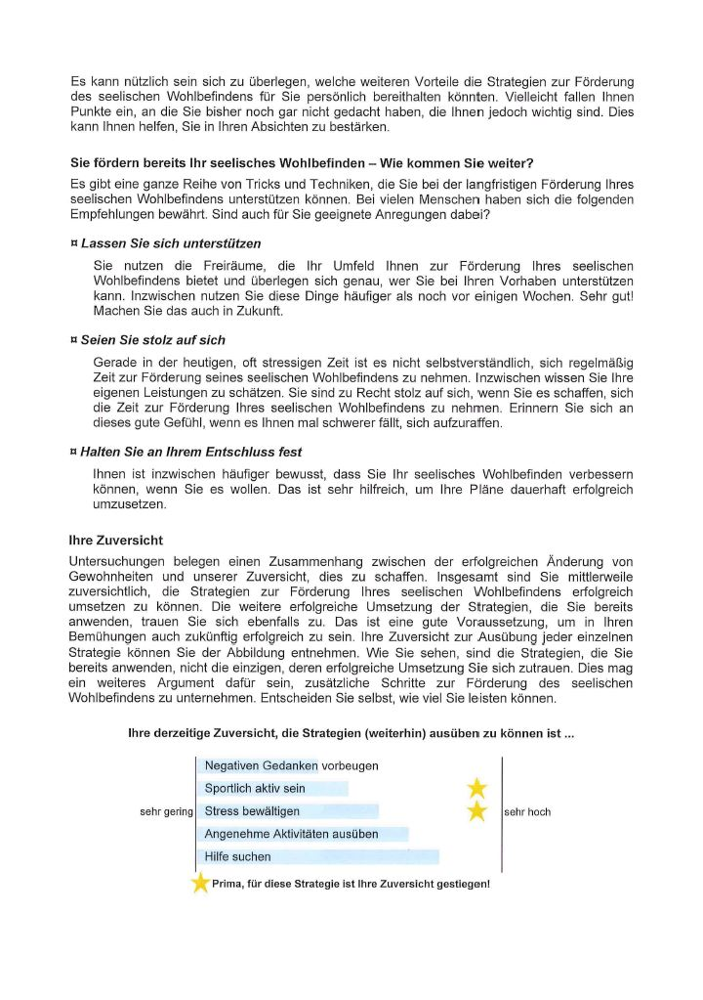 Es kann nützlich sein sich zu überlegen, welche weiteren Vorteile die Strategien zur Förderung
des seelischen Wohlbefindens für Sie persönlich bereithalten könnten. Vielleicht fallen Ihnen
Punkte ein, an die Sie bisher noch gar nicht gedacht haben, die Ihnen jedoch wichtig sind. Dies
kann Ihnen helfen, Sie in Ihren Absichten zu bestärken.
Sie fördern bereits Ihr seelisches Wohlbefinden – Wie kommen Sie weiter?
Es gibt eine ganze Reihe von Tricks und Techniken, die Sie bei der langfristigen Förderung Ihres
seelischen Wohlbefindens unterstützen können. Bei vielen Menschen haben sich die folgenden
Empfehlungen bewährt. Sind auch für Sie geeignete Anregungen dabei?
¤ Lassen Sie sich unterstützen
Sie nutzen die Freiräume, die Ihr Umfeld Ihnen zur Förderung Ihres seelischen
Wohlbefindens bietet und überlegen sich genau, wer Sie bei Ihren Vorhaben unterstützen
kann. Inzwischen nutzen Sie diese Dinge häufiger als noch vor einigen Wochen. Sehr gut!
Machen Sie das auch in Zukunft.
¤ Seien Sie stolz auf sich
Gerade in der heutigen, oft stressigen Zeit ist es nicht selbstverständlich, sich regelmäßig
Zeit zur Förderung seines seelischen Wohlbefindens zu nehmen. Inzwischen wissen Sie Ihre
eigenen Leistungen zu schätzen. Sie sind zu Recht stolz auf sich, wenn Sie es schaffen, sich
die Zeit zur Förderung Ihres seelischen Wohlbefindens zu nehmen. Erinnern Sie sich an
dieses gute Gefühl, wenn es Ihnen mal schwerer fällt, sich aufzuraffen.
¤ Halten Sie an Ihrem Entschluss fest
Ihnen ist inzwischen häufiger bewusst, dass Sie Ihr seelisches Wohlbefinden verbessern
können, wenn Sie es wollen. Das ist sehr hilfreich, um Ihre Pläne dauerhaft erfolgreich
umzusetzen.
Ihre Zuversicht
Untersuchungen belegen einen Zusammenhang zwischen der erfolgreichen Änderung von
Gewohnheiten und unserer Zuversicht, dies zu schaffen. Insgesamt sind Sie mittlerweile
zuversichtlich, die Strategien zur Förderung Ihres seelischen Wohlbefindens erfolgreich
umsetzen zu können. Die weitere erfolgreiche Umsetzung der Strategien, die Sie bereits
anwenden, trauen Sie sich ebenfalls zu. Das ist eine gute Voraussetzung, um in Ihren
Bemühungen auch zukünftig erfolgreich zu sein. Ihre Zuversicht zur Ausübung jeder einzelnen
Strategie können Sie der Abbildung entnehmen. Wie Sie sehen, sind die Strategien, die Sie
bereits anwenden, nicht die einzigen, deren erfolgreiche Umsetzung Sie sich zutrauen. Dies mag
ein weiteres Argument dafür sein, zusätzliche Schritte zur Förderung des seelischen
Wohlbefindens zu unternehmen. Entscheiden Sie selbst, wie viel Sie leisten können.
Ihre derzeitige Zuversicht, die Strategien (weiterhin) ausüben zu können ist ...
Negativen Gedanken vorbeugen
Sportlich aktiv sein
sehr gering Stress bewältigen sehr hoch
Angenehme Aktivitäten ausüben
Hilfe suchen
Prima, für diese Strategie ist Ihre Zuversicht gestiegen!